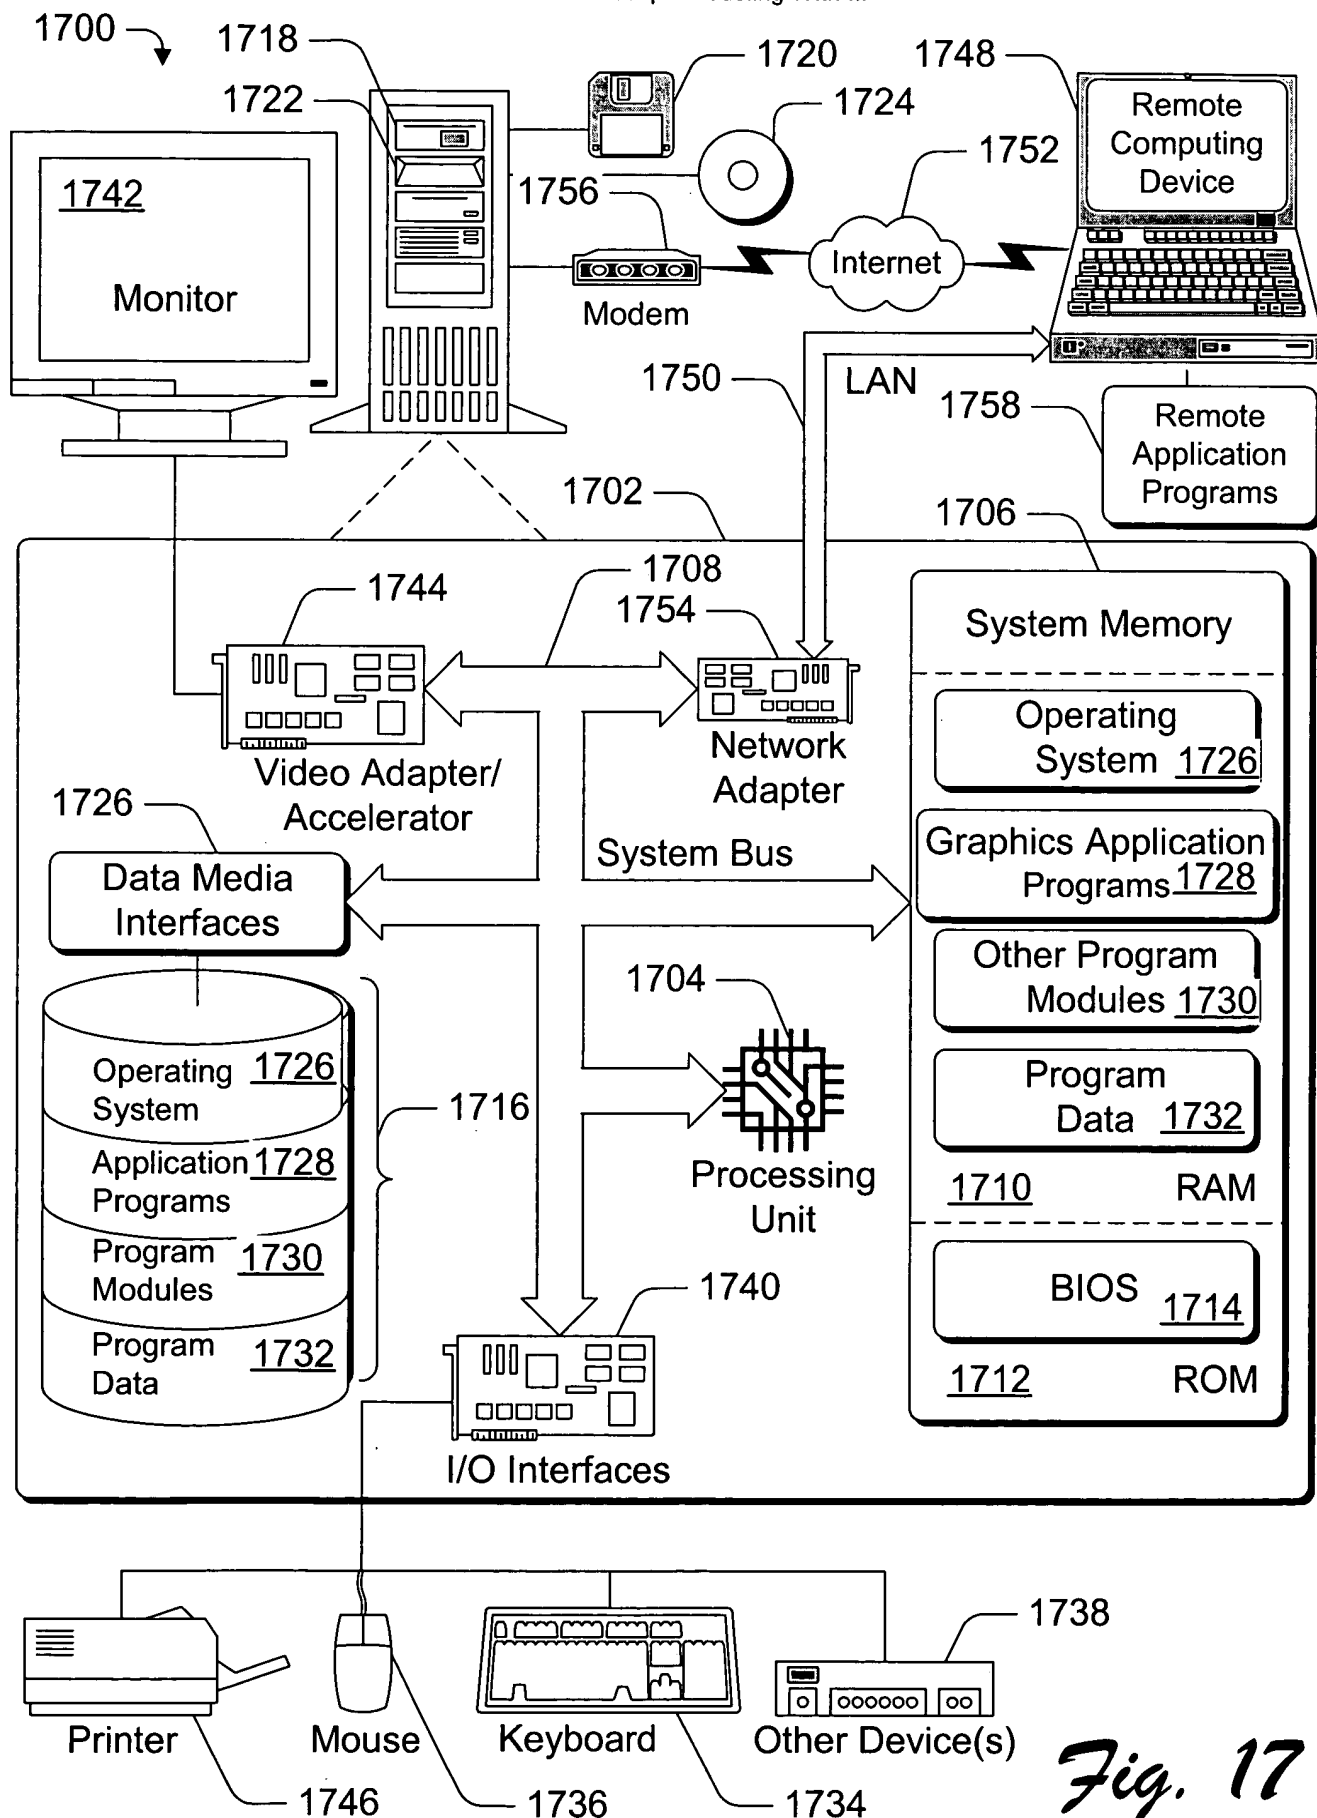 1700
1718
1722
1720
1724
1748
1752
1756
Remote
Computing
Device
1742
Monitor
Internet
Modem
1750
LAN
1758
Remote
Application
Programs
1702
1706
1708
1744
1754
System Memory
Operating
System 1726
Network
Adapter
Video Adapter/
Accelerator
1726
Data Media
Interfaces
System Bus
Graphics Application
Programs 1728
Other Program
Modules 1730
1704
Program
Data 1732
Processing
Unit
1710 RAM
Operating 1726
System
1716
Application 1728
Programs
Program 1730
Modules
Program 1732
Data
BIOS 1714
1712 ROM
1740
I/O Interfaces
1738
Printer
Mouse
Keyboard
Other Device(s)
1746
1736
1734
Fig. 17